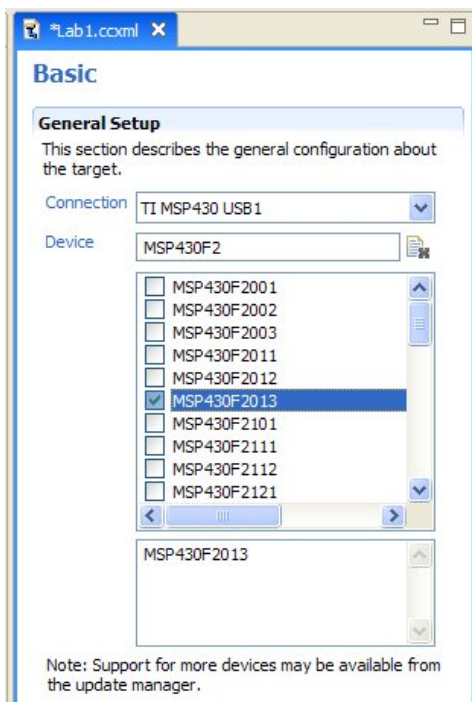 *Lab1.ccxml
Basic
General Setup
This section describes the general configuration about
the target.
Connection TI MSP430 USB1
Device MSP430F2
MSP430F2001
MSP430F2002
MSP430F2003
MSP430F2011
MSP430F2012
MSP430F2013
MSP430F2101
MSP430F2111
MSP430F2112
MSP430F2121
MSP430F2013
Note: Support for more devices may be available from
the update manager.